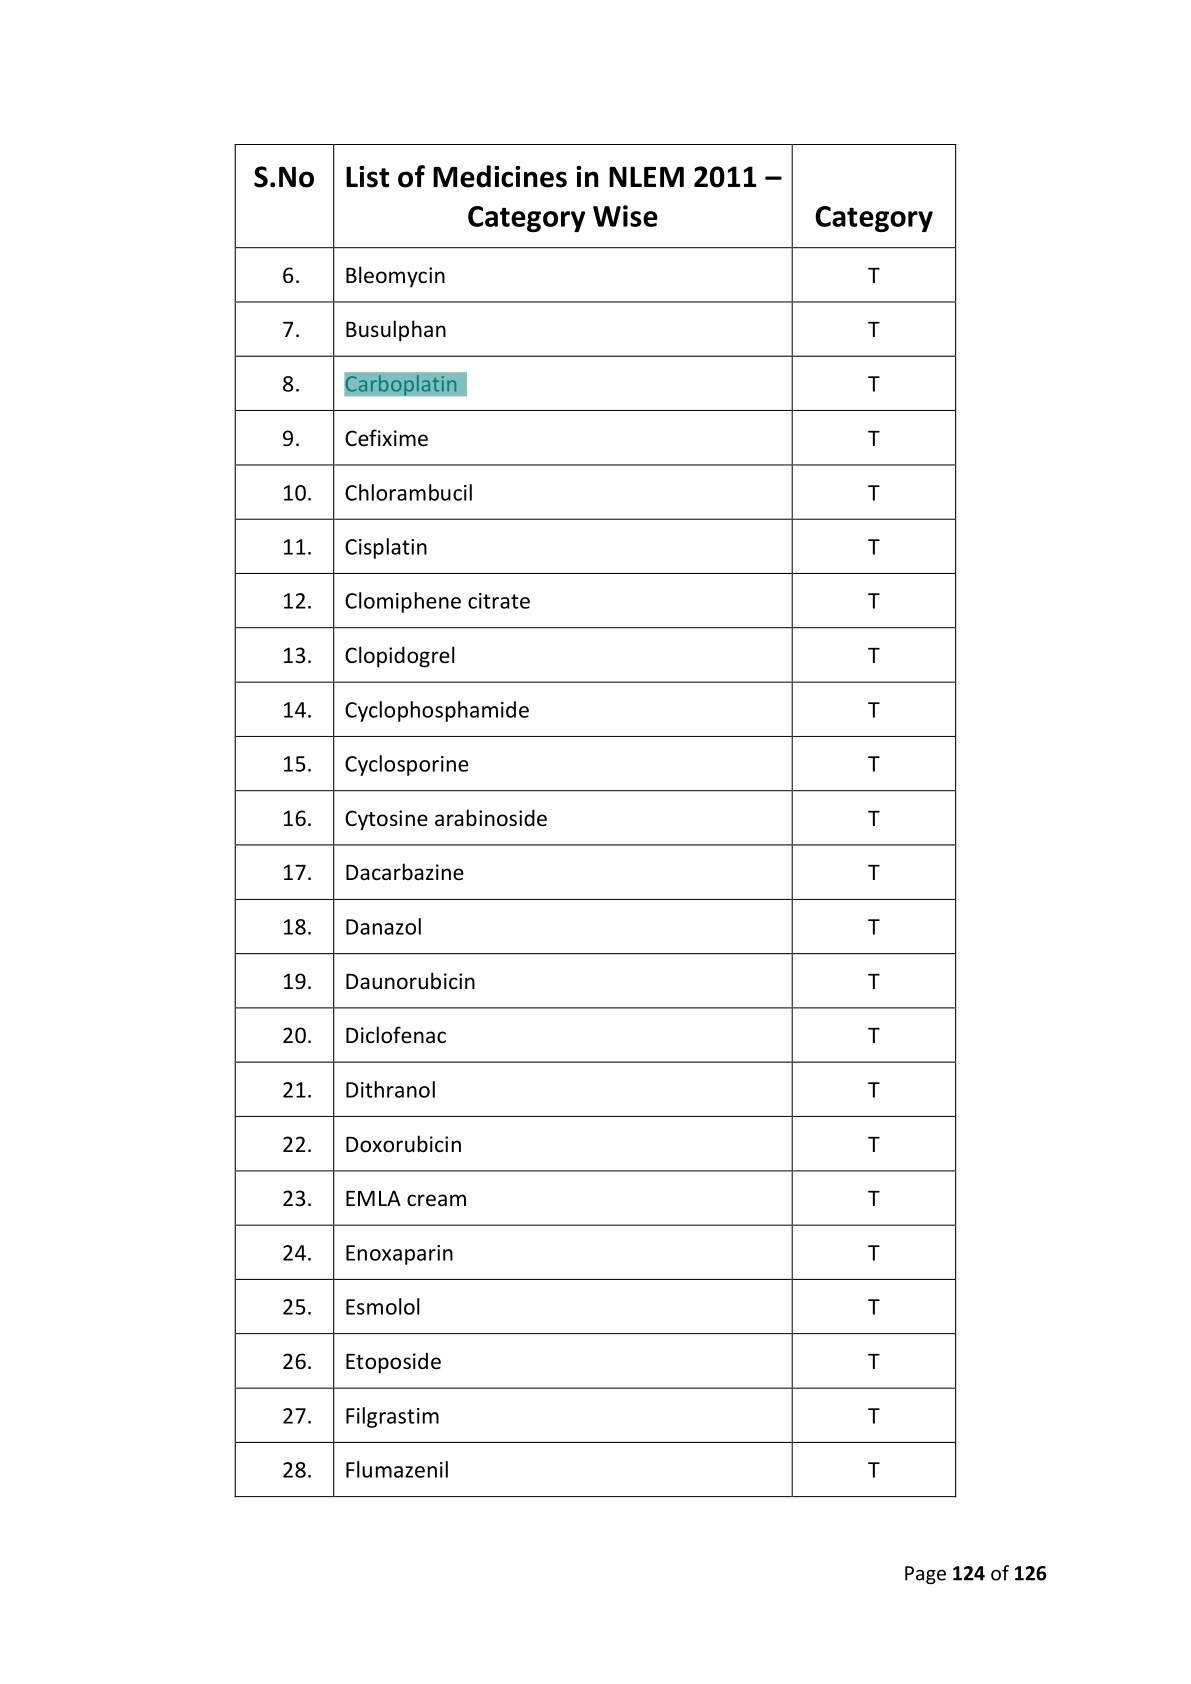 S.No List of Medicines in NLEM 2011 –
Category Wise Category
6. Bleomycin T
7. Busulphan T
8. Carboplatin T
9. Cefixime T
10. Chlorambucil T
11. Cisplatin T
12. Clomiphene citrate T
13. Clopidogrel T
14. Cyclophosphamide T
15. Cyclosporine T
16. Cytosine arabinoside T
17. Dacarbazine T
18. Danazol T
19. Daunorubicin T
20. Diclofenac T
21. Dithranol T
22. Doxorubicin T
23. EMLA cream T
24. Enoxaparin T
25. Esmolol T
26. Etoposide T
27. Filgrastim T
28. Flumazenil T
Page 124 of 126